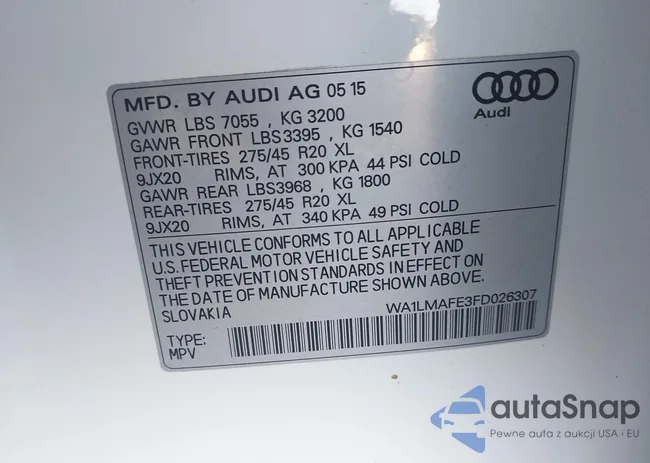 MFD. BY AUDI AG 05 15
GVWR LBS 7055 , KG 3200
GAWR FRONT LBS3395 , KG 1540
FRONT-TIRES 275/45 R20 XL
9JX20 RIMS, AT 300 KPA 44 PSI COLD
GAWR REAR LBS3968 , KG 1800
REAR-TIRES 275/45 R20 XL
9JX20 RIMS, AT 340 KPA 49 PSI COLD
Audi
THIS VEHICLE CONFORMS TO ALL APPLICABLE
U.S. FEDERAL MOTOR VEHICLE SAFETY AND
THEFT PREVENTION STANDARDS IN EFFECT ON
THE DATE OF MANUFACTURE SHOWN ABOVE.
SLOVAKIA WA1LMAFE3FD026307
TYPE:
MPV
autaSnap
Pewne auta z aukcji USA i EU